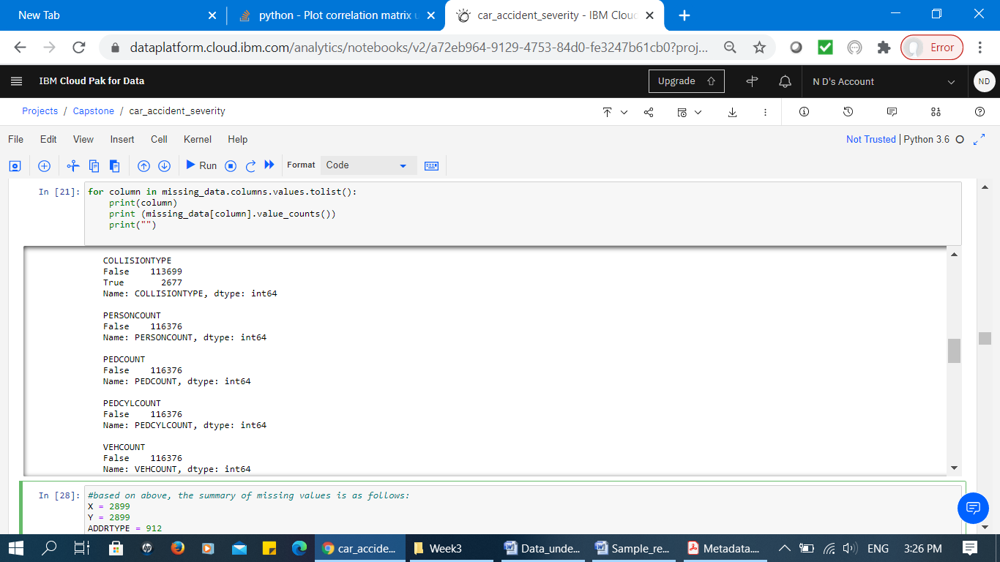 New Tab
python - Plot correlation matrix u
car_accident_severity - IBM Clou
dataplatform.cloud.ibm.com/analytics/notebooks/v2/a72eb964-9129-4753-84d0-fe3247b61cb0?proj...
Error
IBM Cloud Pak for Data
Upgrade
N D's Account
ND
Projects / Capstone / car_accident_severity
File Edit View Insert Cell Kernel Help
Not Trusted | Python 3.6
Run
Format
Code
In [21]: for column in missing_data.columns.values.tolist():
print(column)
print (missing_data[column].value_counts())
print("")
COLLISIONTYPE
False 113699
True 2677
Name: COLLISIONTYPE, dtype: int64
PERSONCOUNT
False 116376
Name: PERSONCOUNT, dtype: int64
PEDCOUNT
False 116376
Name: PEDCOUNT, dtype: int64
PEDCYLCOUNT
False 116376
Name: PEDCYLCOUNT, dtype: int64
VEHCOUNT
False 116376
Name: VEHCOUNT, dtype: int64
In [28]: #based on above, the summary of missing values is as follows:
X = 2899
Y = 2899
ADDRTYPE = 912
hp
car_accide...
Week3
Data_unde...
Sample_re...
Metadata....
ENG
3:26 PM